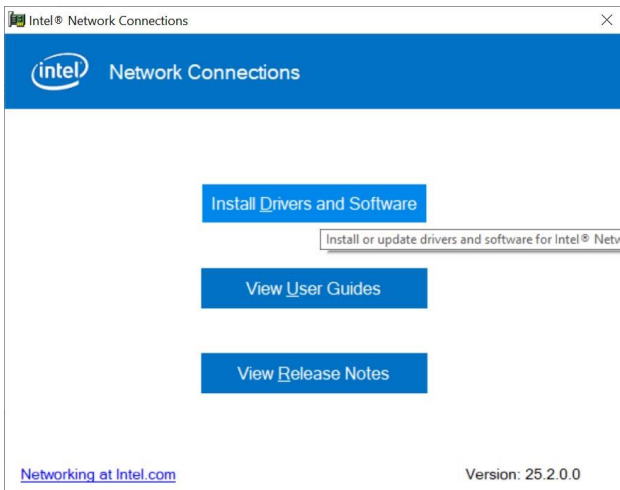 Intel® Network Connections
intel
Network Connections
Install Drivers and Software
Install or update drivers and software for Intel® Netw
View User Guides
View Release Notes
Networking at Intel.com
Version: 25.2.0.0